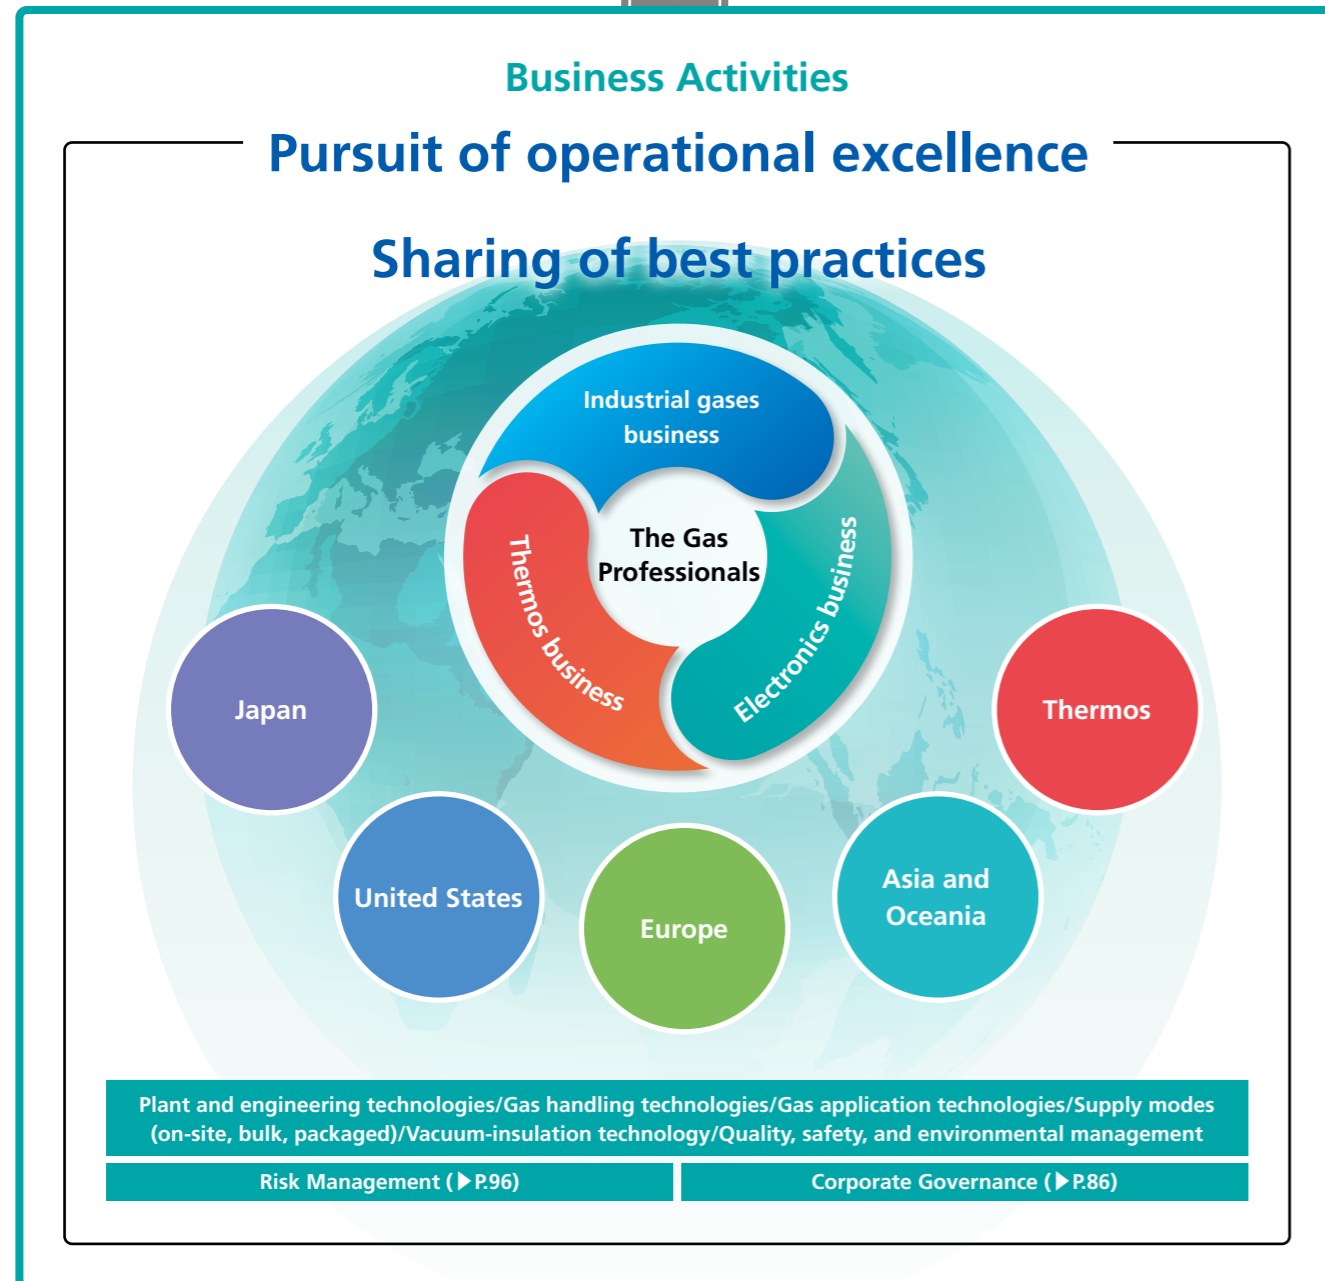 Business Activities
Pursuit of operational excellence
Sharing of best practices
Industrial gases
business
The Gas
Professionals
Thermos business
Electronics business
Japan
United States
Europe
Asia and
Oceania
Thermos
Plant and engineering technologies/Gas handling technologies/Gas application technologies/Supply modes
(on-site, bulk, packaged)/Vacuum-insulation technology/Quality, safety, and environmental management
Risk Management (▶P.96)
Corporate Governance (▶P.86)